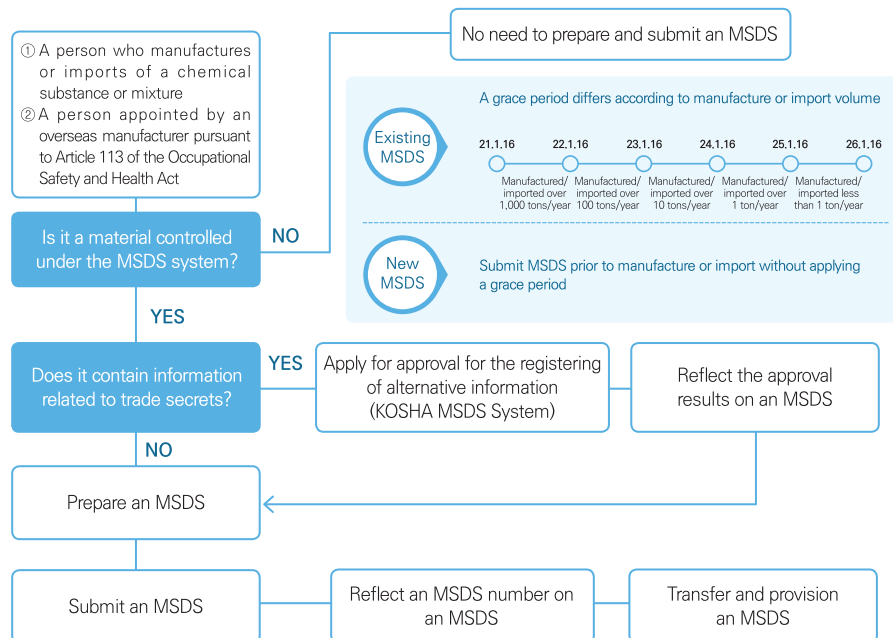 ① A person who manufactures
or imports of a chemical
substance or mixture
② A person appointed by an
overseas manufacturer pursuant
to Article 113 of the Occupational
Safety and Health Act
No need to prepare and submit an MSDS
A grace period differs according to manufacture or import volume
Existing
MSDS
21.1.16 22.1.16 23.1.16 24.1.16 25.1.16 26.1.16
Manufactured/
imported over
1,000 tons/year
Manufactured/
imported over
100 tons/year
Manufactured/
imported over
10 tons/year
Manufactured/
imported over
1 ton/year
Manufactured/
imported less
than 1 ton/year
New
MSDS
Submit MSDS prior to manufacture or import without applying
a grace period
Is it a material controlled
under the MSDS system?
NO
YES
Does it contain information
related to trade secrets?
YES
Apply for approval for the registering
of alternative information
(KOSHA MSDS System)
Reflect the approval
results on an MSDS
NO
Prepare an MSDS
Submit an MSDS
Reflect an MSDS number on
an MSDS
Transfer and provision
an MSDS